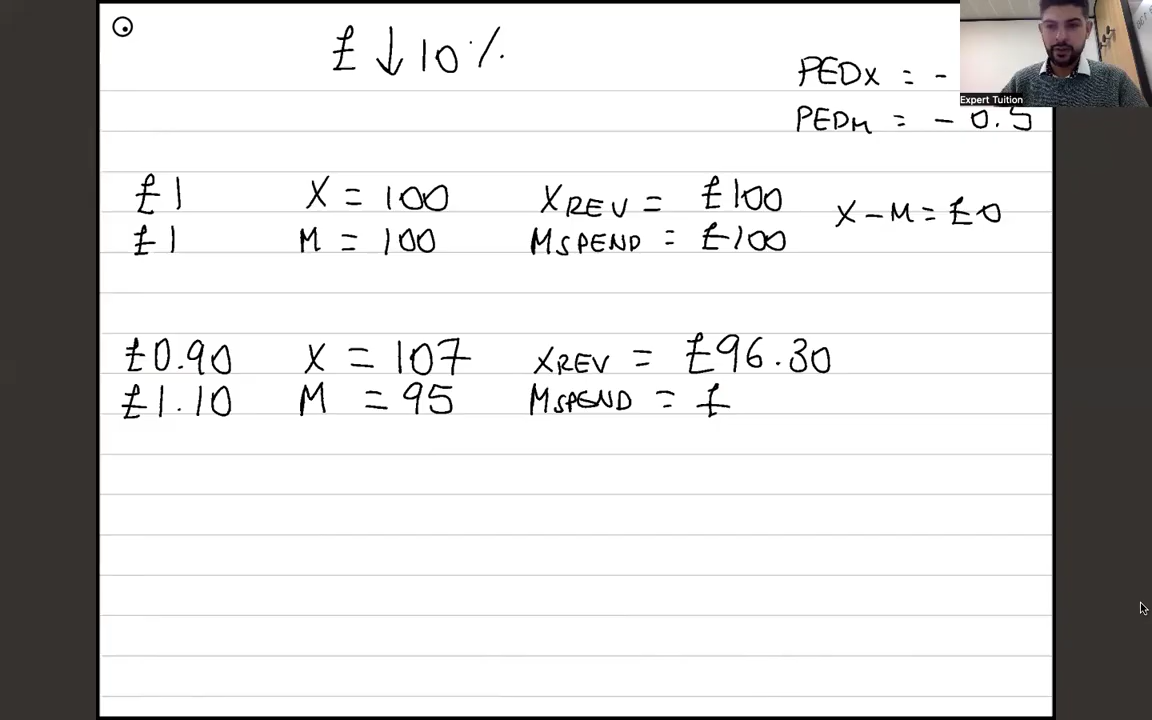 £ ↓ 10%
PEDX = -
Expert Tuition
PEDM = - 0.5
£1 X = 100 XREV = £100
X - M = £0
£1 M = 100 MSPEND = £100
£0.90 X = 107 XREV = £96.30
£1.10 M = 95 MSPEND = £